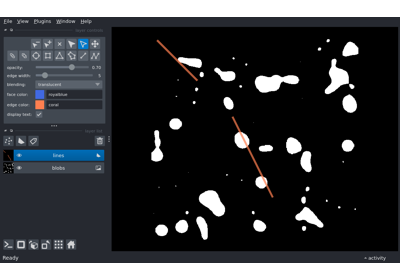 File View Plugins Window Help
opacity: 0.70
edge width: 5
blending: translucent
face color: royalblue
edge color: coral
display text: ✓
lines
blobs
Ready
activity